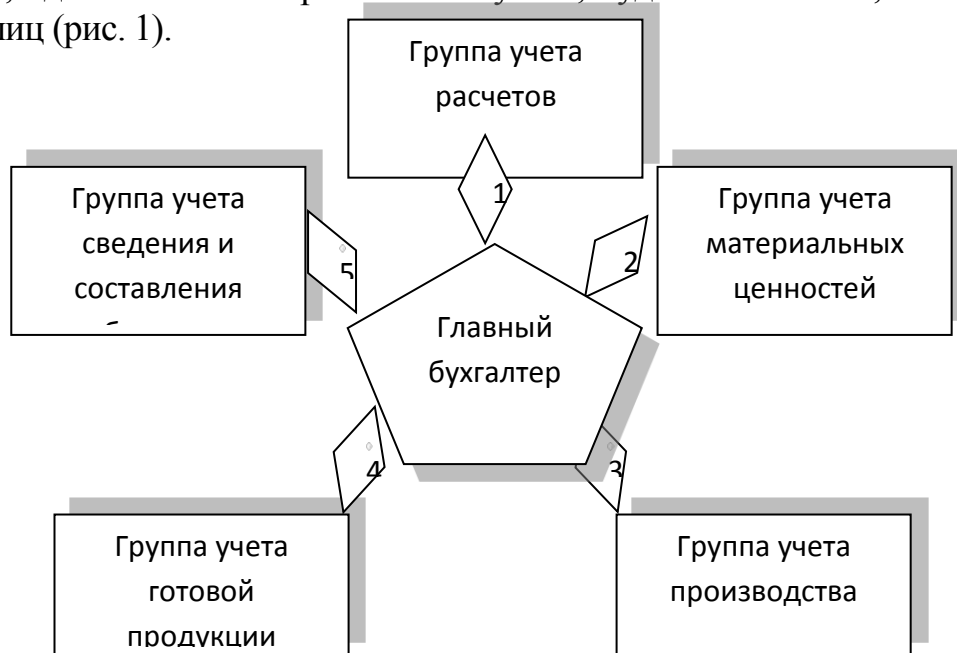 лиц (рис. 1).
Группа учета
расчетов
1
Группа учета
сведения и
составления
5
Группа учета
материальных
ценностей
2
Главный
бухгалтер
4
3
Группа учета
готовой
продукции
Группа учета
производства